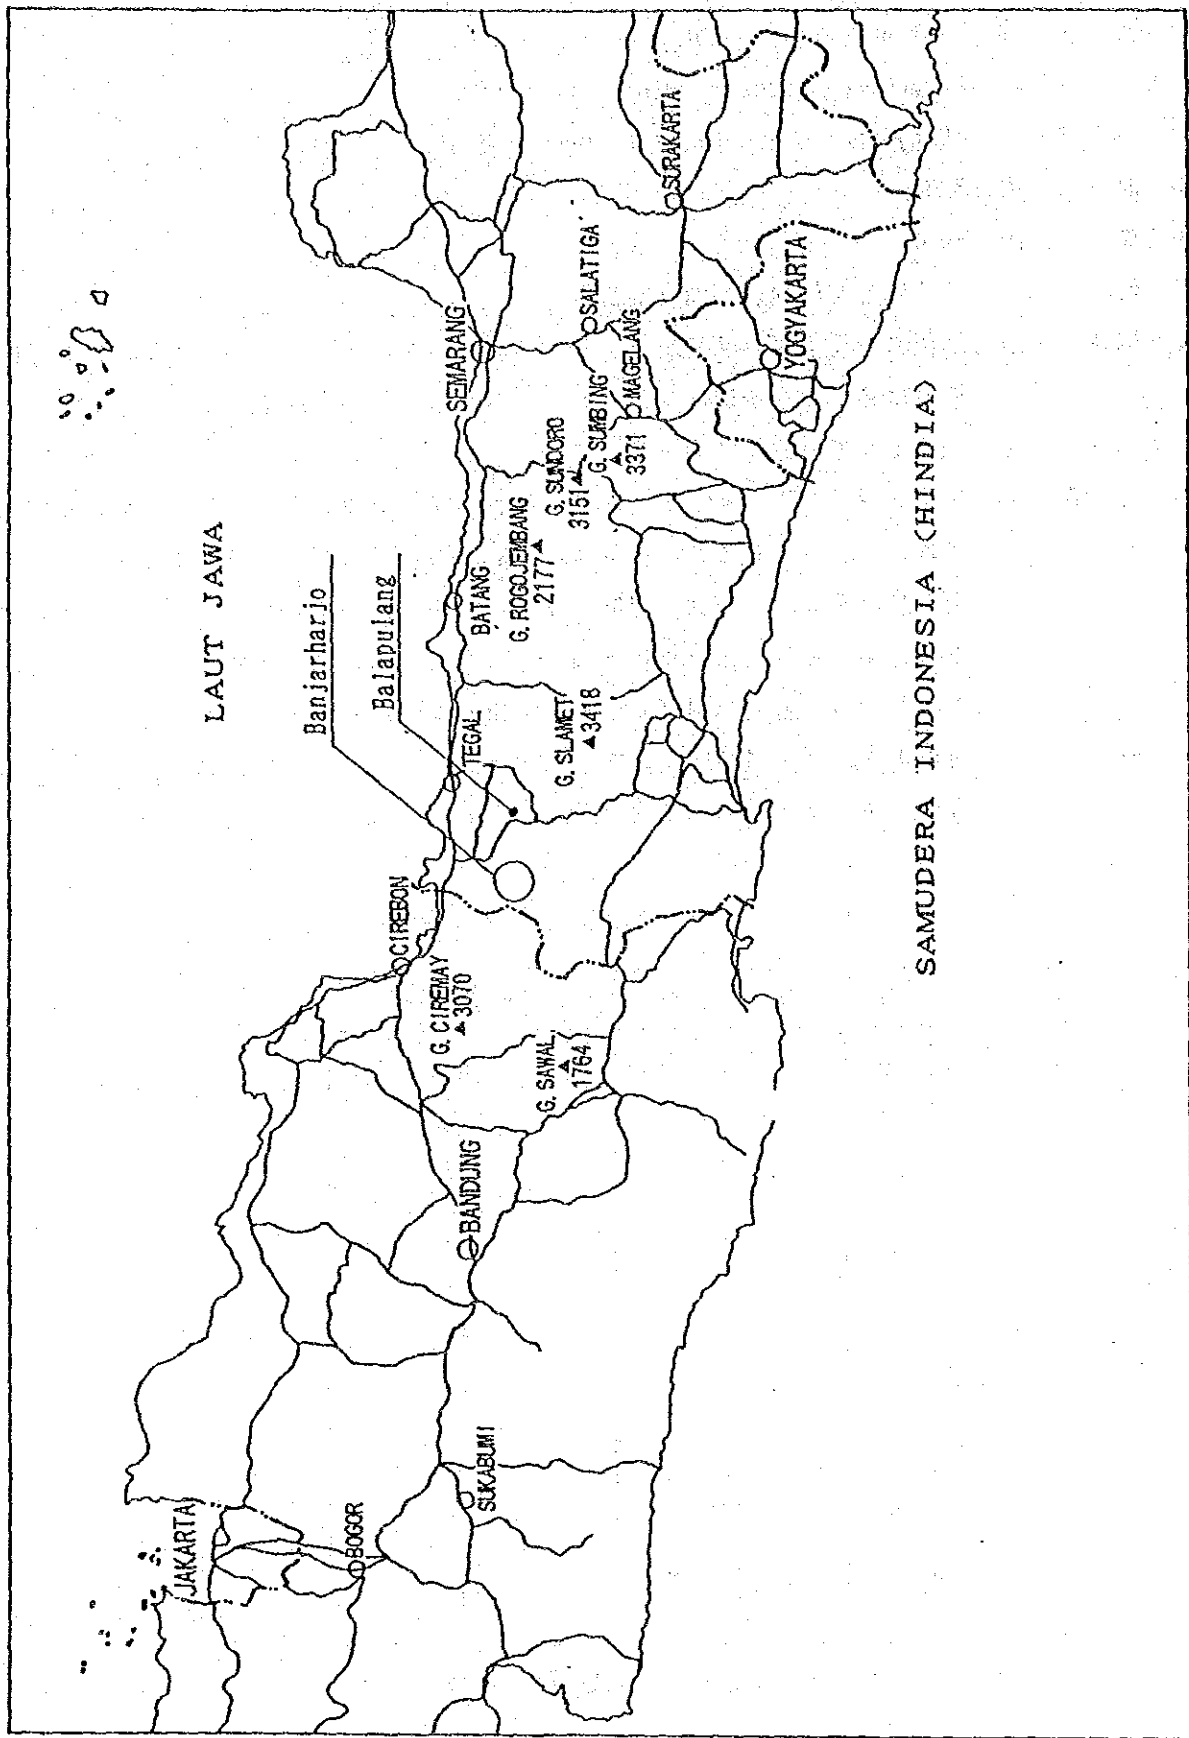 LAUT JAWA
Banjarharjo
Balapulang
JAKARTA
BOGOR
SUKABUMI
BANDUNG
CIREBON
G. CIREMAY
3070
G. SAWAL
1764
TEGAL
G. SLAMET
3418
BATANG
G. ROGOJEMBANG
2177
SEMARANG
G. SUNDORO
3151
G. SUMBING
3371
SALATIGA
MAGELANG
SURAKARTA
YOGYAKARTA
SAMUDERA INDONESIA (HINDIA)